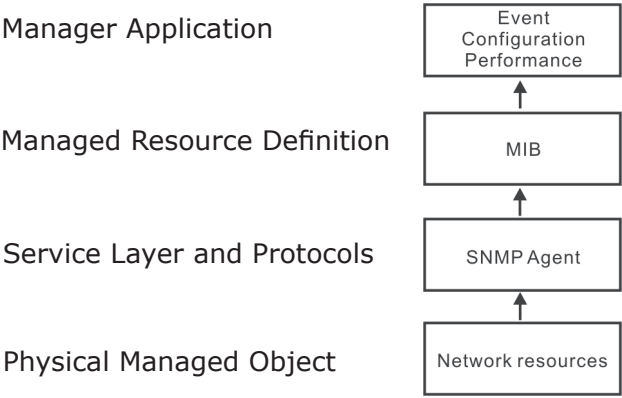 Manager Application
Event
Configuration
Performance
Managed Resource Definition
MIB
Service Layer and Protocols
SNMP Agent
Physical Managed Object
Network resources